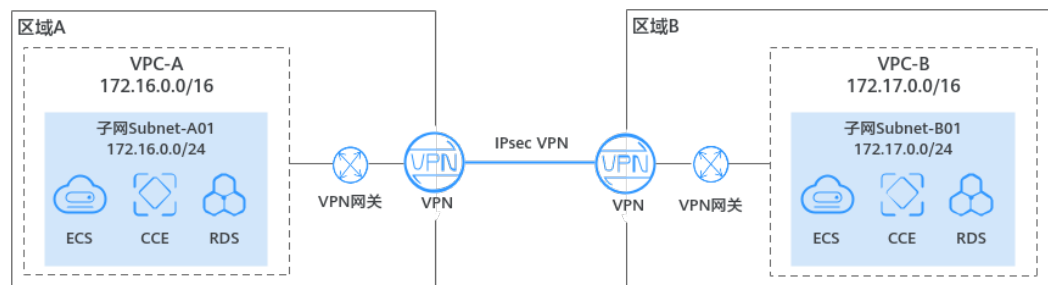 区域A
VPC-A
172.16.0.0/16
子网Subnet-A01
172.16.0.0/24
ECS
CCE
RDS
VPN网关
VPN
VPN
IPsec VPN
区域B
VPN
VPN
VPN网关
VPC-B
172.17.0.0/16
子网Subnet-B01
172.17.0.0/24
ECS
CCE
RDS